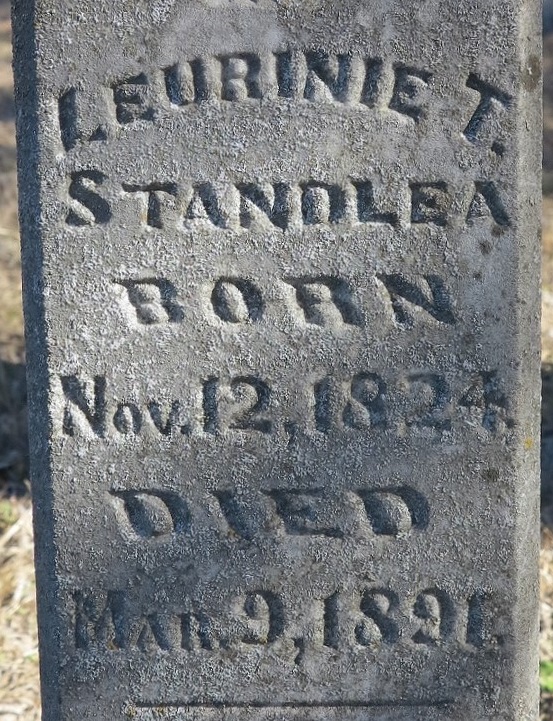 LEURINIE T.
STANDLEA
BORN
NOV. 12, 1824.
DIED
MAR. 9, 1891.